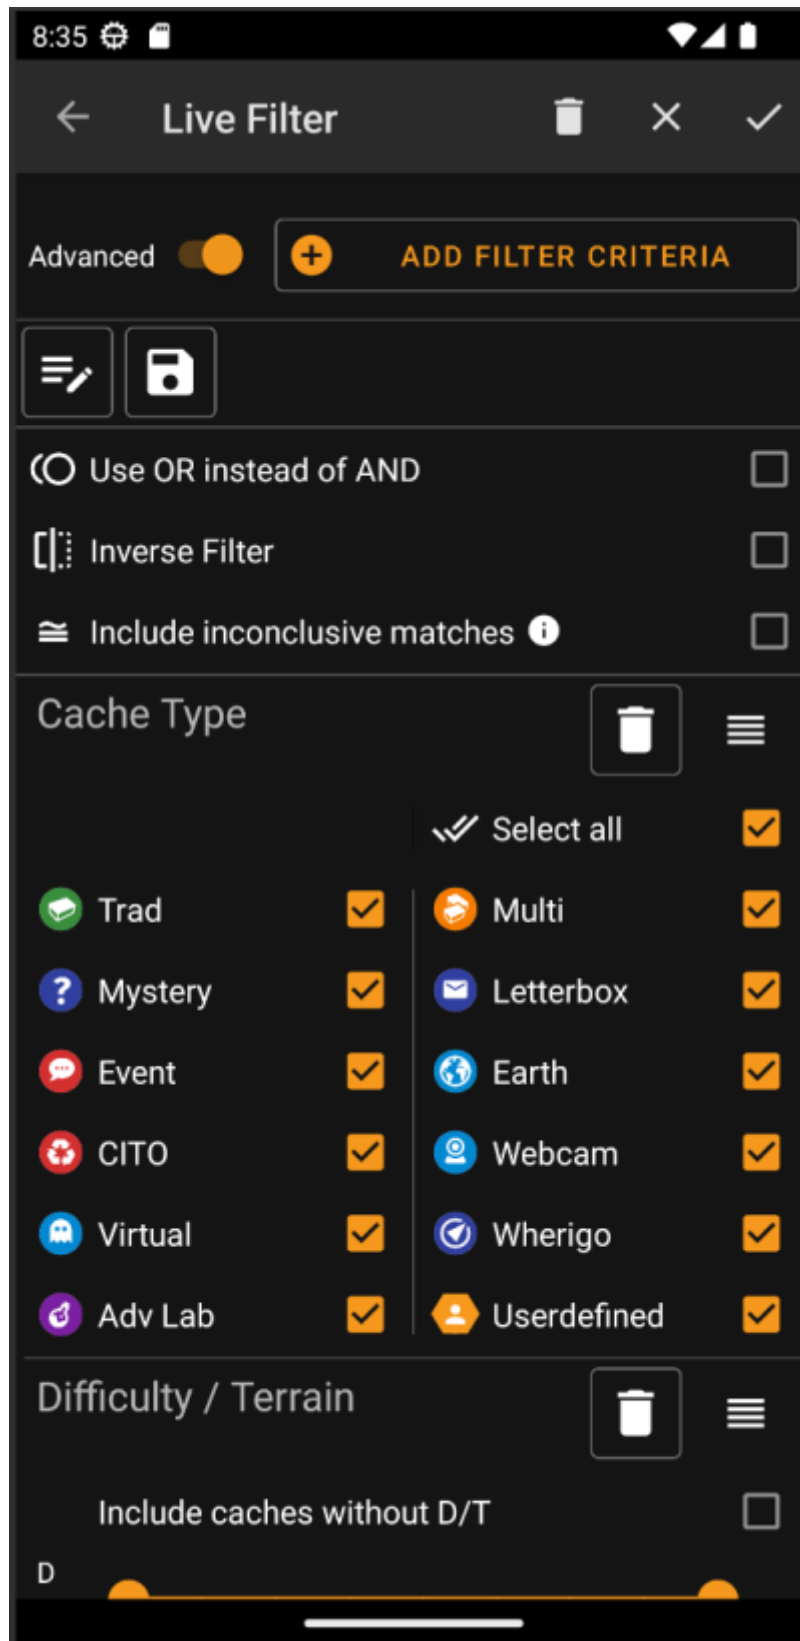 8:35
Live Filter
Advanced
ADD FILTER CRITERIA
Use OR instead of AND
Inverse Filter
Include inconclusive matches
Cache Type
Select all
Trad
Multi
Mystery
Letterbox
Event
Earth
CITO
Webcam
Virtual
Wherigo
Adv Lab
Userdefined
Difficulty / Terrain
Include caches without D/T
D